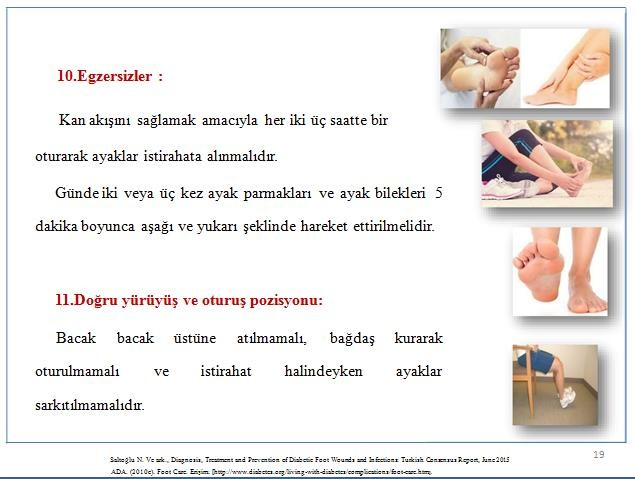 10.Egzersizler :
Kan akışını sağlamak amacıyla her iki üç saatte bir
oturarak ayaklar istirahata alınmalıdır.
Günde iki veya üç kez ayak parmakları ve ayak bilekleri 5
dakika boyunca aşağı ve yukarı şeklinde hareket ettirilmelidir.
11.Doğru yürüyüş ve oturuş pozisyonu:
Bacak bacak üstüne atılmamalı, bağdaş kurarak
oturulmamalı ve istirahat halindeyken ayaklar
sarkıtılmamalıdır.
Saltoğlu N. Ve ark., Diagnosis, Treatment and Prevention of Diabetic Foot Wounds and Infections: Turkish Consensus Report, June 2015
ADA. (2010c). Foot Care. Erişim: [http://www.diabetes.org/living-with-diabetes/complications/foot-care.htm].
19